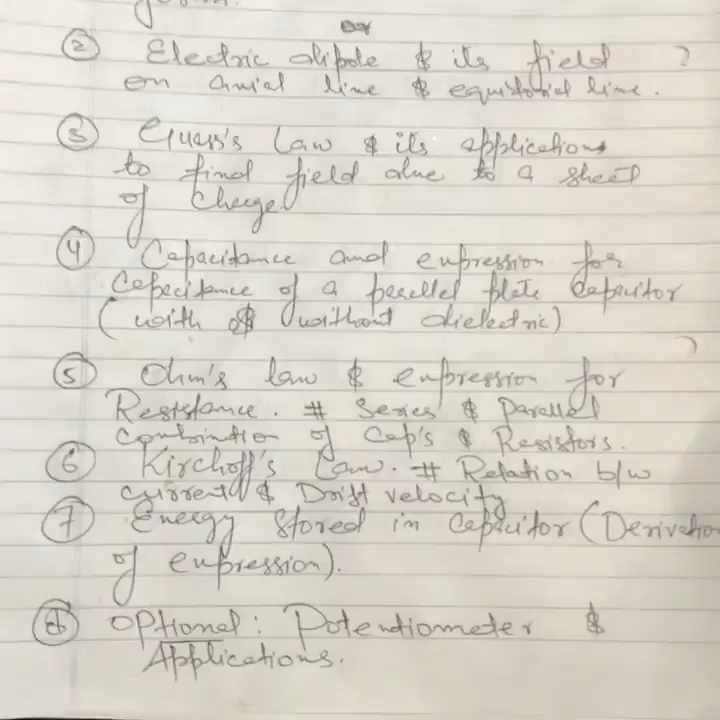 ② Electric dipole & its field ?
on axial line & equitorial line.
③ Guass's Law & its applications
to find field due to a sheet
of Charge.
④ Capacitance and expression for
Capacitance of a parellel plate Capacitor
(with & without dielectric)
⑤ Ohm's law & expression for
Resistance. # Series & Parallel
Combination of Cap's & Resistors.
⑥ Kirchoff's Law. # Relation b/w
current & Drift velocity
⑦ Energy Stored in Capacitor (Derivation
of expression).
⑧ OPtional: Potentiometer &
Applications.